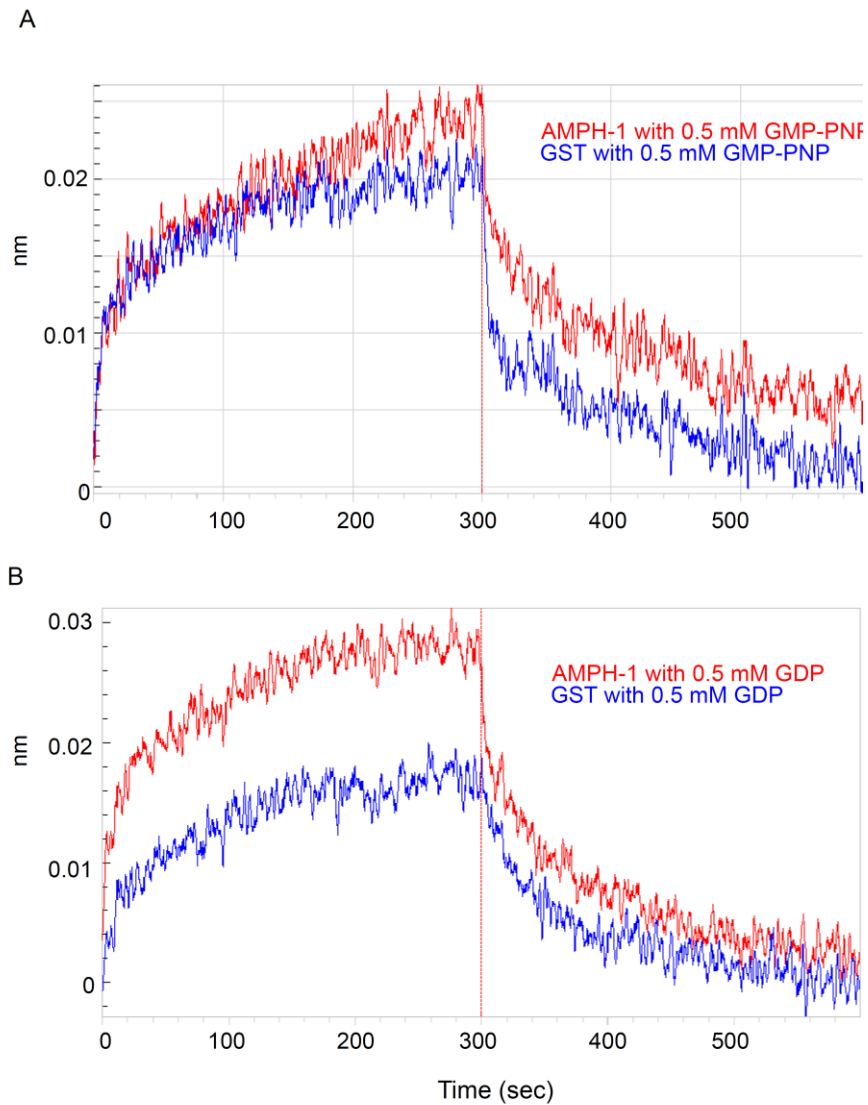 A
AMPH-1 with 0.5 mM GMP-PNP
GST with 0.5 mM GMP-PNP
0.02
nm
0.01
0
0 100 200 300 400 500
B
0.03
AMPH-1 with 0.5 mM GDP
GST with 0.5 mM GDP
nm
0.02
0.01
0
0 100 200 300 400 500
Time (sec)